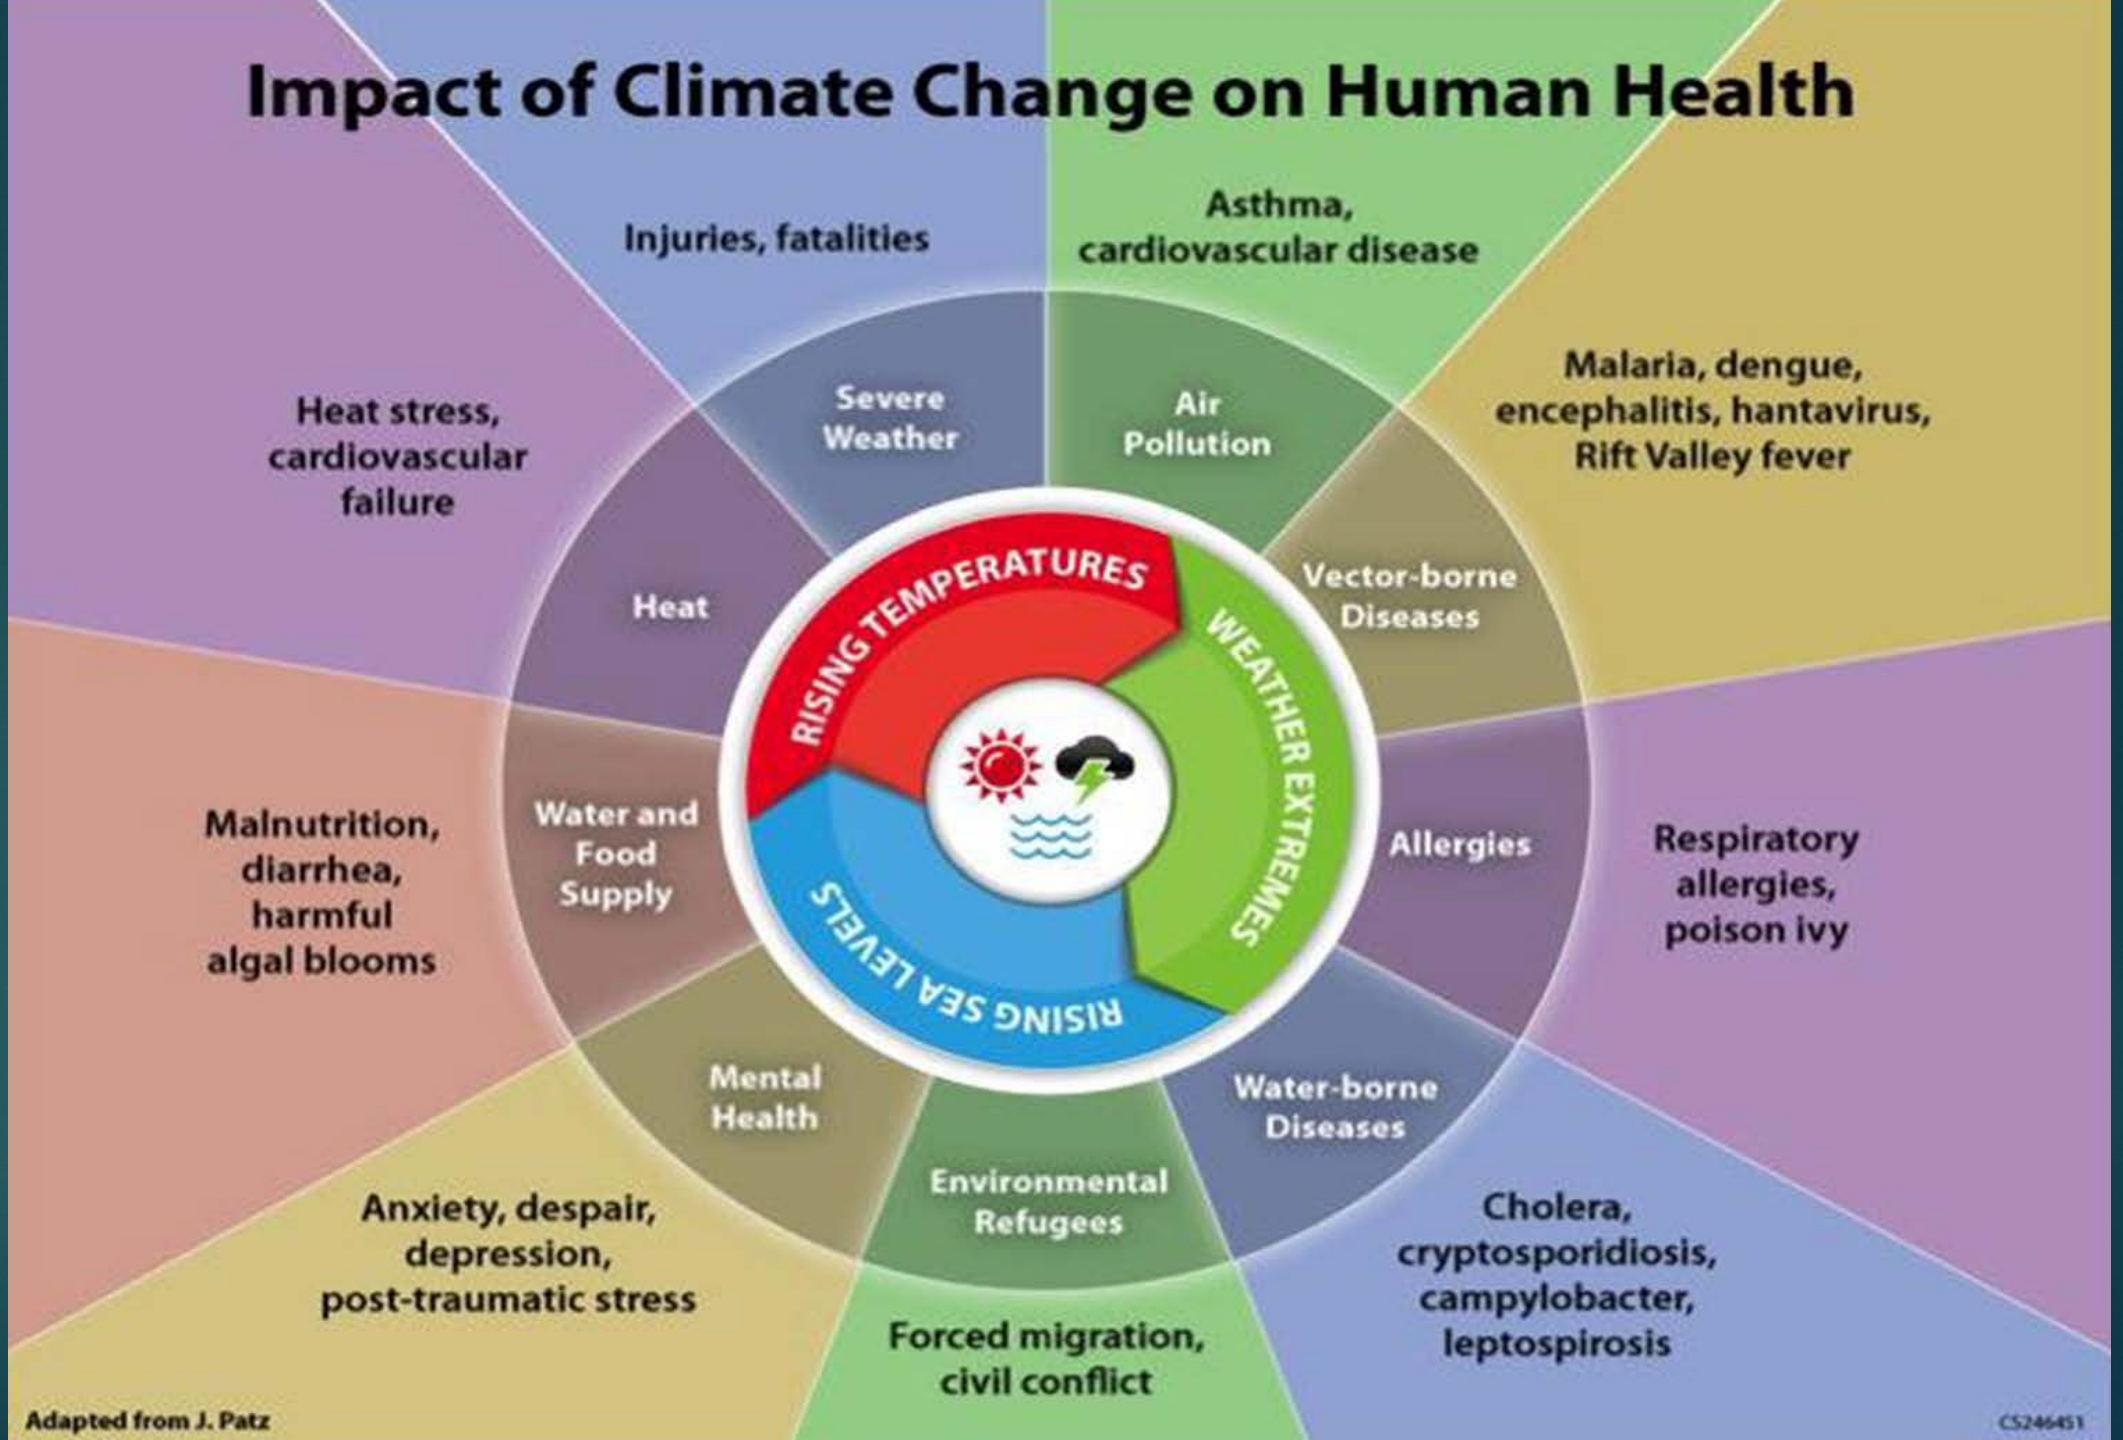 Impact of Climate Change on Human Health
Injuries, fatalities
Asthma,
cardiovascular disease
Severe
Weather
Air
Pollution
Malaria, dengue,
encephalitis, hantavirus,
Rift Valley fever
Vector-borne
Diseases
Heat stress,
cardiovascular
failure
Heat
RISING TEMPERATURES
WEATHER EXTREMES
RISING SEA LEVELS
Allergies
Respiratory
allergies,
poison ivy
Malnutrition,
diarrhea,
harmful
algal blooms
Water and
Food
Supply
Mental
Health
Anxiety, despair,
depression,
post-traumatic stress
Environmental
Refugees
Forced migration,
civil conflict
Water-borne
Diseases
Cholera,
cryptosporidiosis,
campylobacter,
leptospirosis
Adapted from J. Patz
CS246451